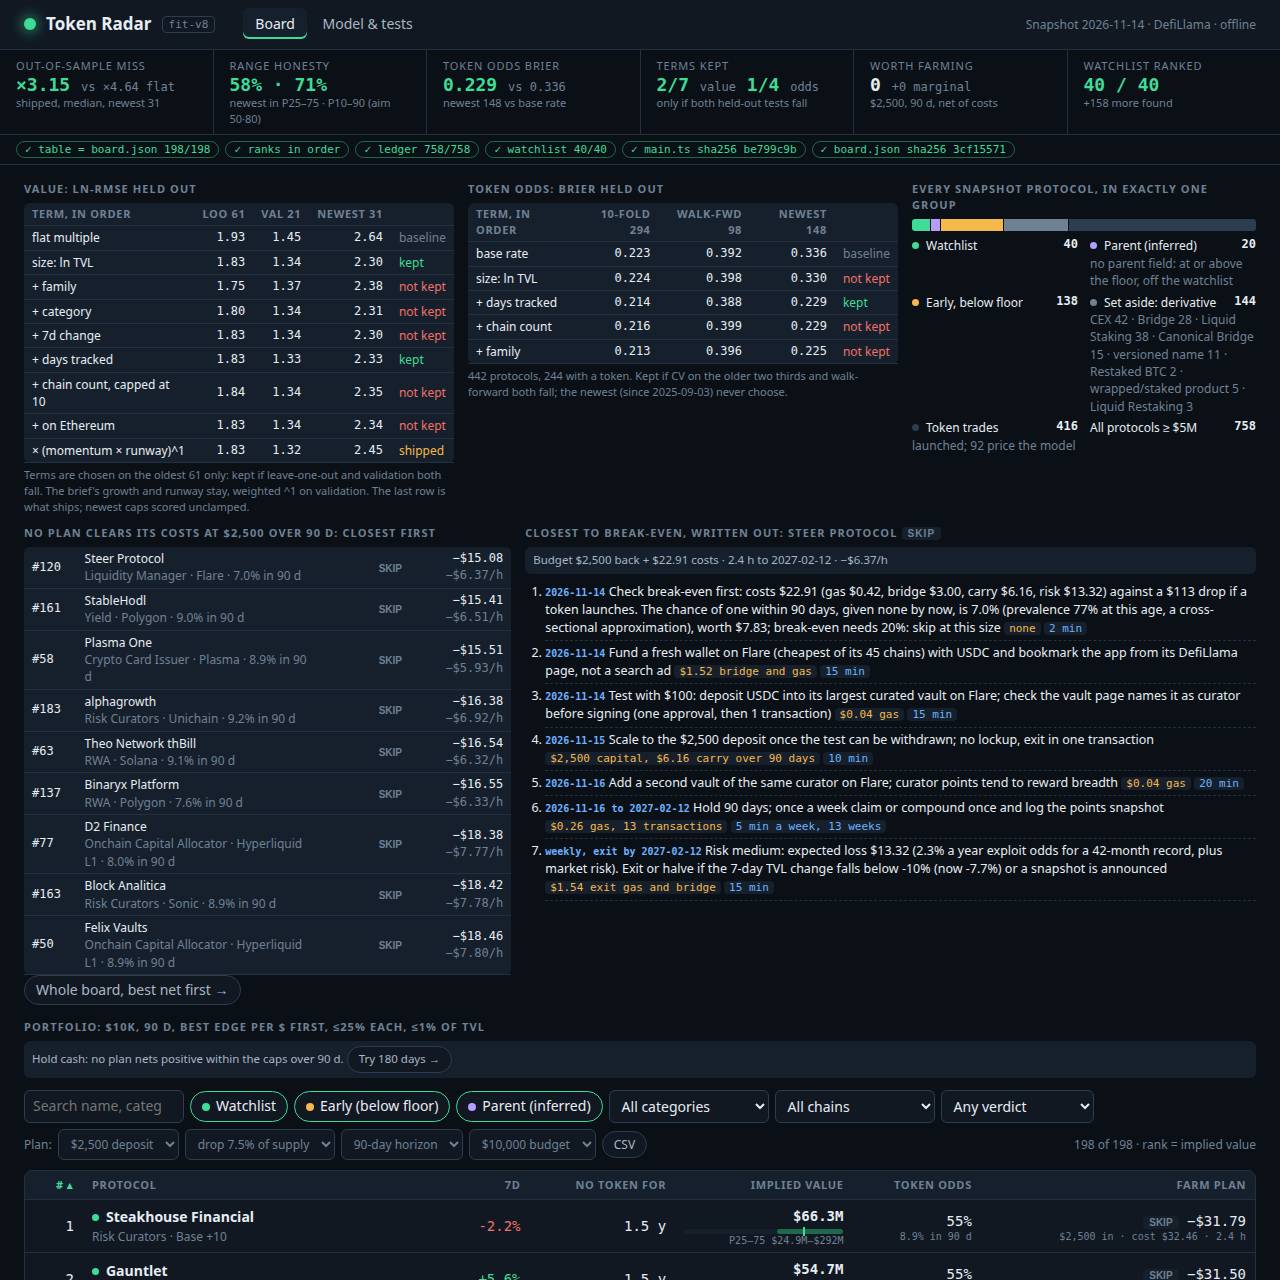 Token Radar fit-v8 Board Model & tests Snapshot 2026-11-14 · DefiLlama · offline
OUT-OF-SAMPLE MISS
×3.15 vs ×4.64 flat
shipped, median, newest 31
RANGE HONESTY
58% · 71%
newest in P25–75 · P10–90 (aim
50·80)
TOKEN ODDS BRIER
0.229 vs 0.336
newest 148 vs base rate
TERMS KEPT
2/7 value 1/4 odds
only if both held-out tests fall
WORTH FARMING
0 +0 marginal
$2,500, 90 d, net of costs
WATCHLIST RANKED
40 / 40
+158 more found
✓ table = board.json 198/198 ✓ ranks in order ✓ ledger 758/758 ✓ watchlist 40/40 ✓ main.ts sha256 be799c9b ✓ board.json sha256 3cf15571
VALUE: LN-RMSE HELD OUT
TERM, IN ORDER LOO 61 VAL 21 NEWEST 31
flat multiple 1.93 1.45 2.64 baseline
size: ln TVL 1.83 1.34 2.30 kept
+ family 1.75 1.37 2.38 not kept
+ category 1.80 1.34 2.31 not kept
+ 7d change 1.83 1.34 2.30 not kept
+ days tracked 1.83 1.33 2.33 kept
+ chain count, capped at
10 1.84 1.34 2.35 not kept
+ on Ethereum 1.83 1.34 2.34 not kept
× (momentum × runway)^1 1.83 1.32 2.45 shipped
Terms are chosen on the oldest 61 only: kept if leave-one-out and validation both
fall. The brief's growth and runway stay, weighted ^1 on validation. The last row is
what ships; newest caps scored unclamped.
TOKEN ODDS: BRIER HELD OUT
TERM, IN
ORDER 10-FOLD
294 WALK-FWD
98 NEWEST
148
base rate 0.223 0.392 0.336 baseline
size: ln TVL 0.224 0.398 0.330 not kept
+ days tracked 0.214 0.388 0.229 kept
+ chain count 0.216 0.399 0.229 not kept
+ family 0.213 0.396 0.225 not kept
442 protocols, 244 with a token. Kept if CV on the older two thirds and walk-
forward both fall; the newest (since 2025-09-03) never choose.
EVERY SNAPSHOT PROTOCOL, IN EXACTLY ONE
GROUP
Watchlist 40
Parent (inferred) 20
no parent field: at or above
the floor, off the watchlist
Early, below floor 138
Set aside: derivative 144
CEX 42 · Bridge 28 · Liquid
Staking 38 · Canonical Bridge
15 · versioned name 11 ·
Restaked BTC 2 ·
wrapped/staked product 5 ·
Liquid Restaking 3
Token trades 416
launched; 92 price the model
All protocols ≥ $5M 758
NO PLAN CLEARS ITS COSTS AT $2,500 OVER 90 D: CLOSEST FIRST
#120 Steer Protocol SKIP −$15.08
Liquidity Manager · Flare · 7.0% in 90 d −$6.37/h
#161 StableHodl SKIP −$15.41
Yield · Polygon · 9.0% in 90 d −$6.51/h
#58 Plasma One SKIP −$15.51
Crypto Card Issuer · Plasma · 8.9% in 90
d −$5.93/h
#183 alphagrowth SKIP −$16.38
Risk Curators · Unichain · 9.2% in 90 d −$6.92/h
#63 Theo Network thBill SKIP −$16.54
RWA · Solana · 9.1% in 90 d −$6.32/h
#137 Binaryx Platform SKIP −$16.55
RWA · Polygon · 7.6% in 90 d −$6.33/h
#77 D2 Finance SKIP −$18.38
Onchain Capital Allocator · Hyperliquid
L1 · 8.0% in 90 d −$7.77/h
#163 Block Analitica SKIP −$18.42
Risk Curators · Sonic · 8.9% in 90 d −$7.78/h
#50 Felix Vaults SKIP −$18.46
Onchain Capital Allocator · Hyperliquid
L1 · 8.9% in 90 d −$7.80/h
Whole board, best net first →
CLOSEST TO BREAK-EVEN, WRITTEN OUT: STEER PROTOCOL SKIP
Budget $2,500 back + $22.91 costs · 2.4 h to 2027-02-12 · −$6.37/h
1. 2026-11-14 Check break-even first: costs $22.91 (gas $0.42, bridge $3.00, carry $6.16, risk $13.32) against a $113 drop if a
token launches. The chance of one within 90 days, given none by now, is 7.0% (prevalence 77% at this age, a cross-
sectional approximation), worth $7.83; break-even needs 20%: skip at this size none 2 min
2. 2026-11-14 Fund a fresh wallet on Flare (cheapest of its 45 chains) with USDC and bookmark the app from its DefiLlama
page, not a search ad $1.52 bridge and gas 15 min
3. 2026-11-14 Test with $100: deposit USDC into its largest curated vault on Flare; check the vault page names it as curator
before signing (one approval, then 1 transaction) $0.04 gas 15 min
4. 2026-11-15 Scale to the $2,500 deposit once the test can be withdrawn; no lockup, exit in one transaction
$2,500 capital, $6.16 carry over 90 days 10 min
5. 2026-11-16 Add a second vault of the same curator on Flare; curator points tend to reward breadth $0.04 gas 20 min
6. 2026-11-16 to 2027-02-12 Hold 90 days; once a week claim or compound once and log the points snapshot
$0.26 gas, 13 transactions 5 min a week, 13 weeks
7. weekly, exit by 2027-02-12 Risk medium: expected loss $13.32 (2.3% a year exploit odds for a 42-month record, plus
market risk). Exit or halve if the 7-day TVL change falls below -10% (now -7.7%) or a snapshot is announced
$1.54 exit gas and bridge 15 min
PORTFOLIO: $10K, 90 D, BEST EDGE PER $ FIRST, ≤25% EACH, ≤1% OF TVL
Hold cash: no plan nets positive within the caps over 90 d. Try 180 days →
Search name, categ Watchlist Early (below floor) Parent (inferred) All categories All chains Any verdict
Plan: $2,500 deposit drop 7.5% of supply 90-day horizon $10,000 budget CSV 198 of 198 · rank = implied value
# ▲ PROTOCOL 7D NO TOKEN FOR IMPLIED VALUE TOKEN ODDS FARM PLAN
1 Steakhouse Financial -2.2% 1.5 y $66.3M 55% SKIP −$31.79
Risk Curators · Base +10 P25–75 $24.9M–$292M 8.9% in 90 d $2,500 in · cost $32.46 · 2.4 h
2 Gauntlet +5.6% 1.5 y $54.7M 55% SKIP −$31.50